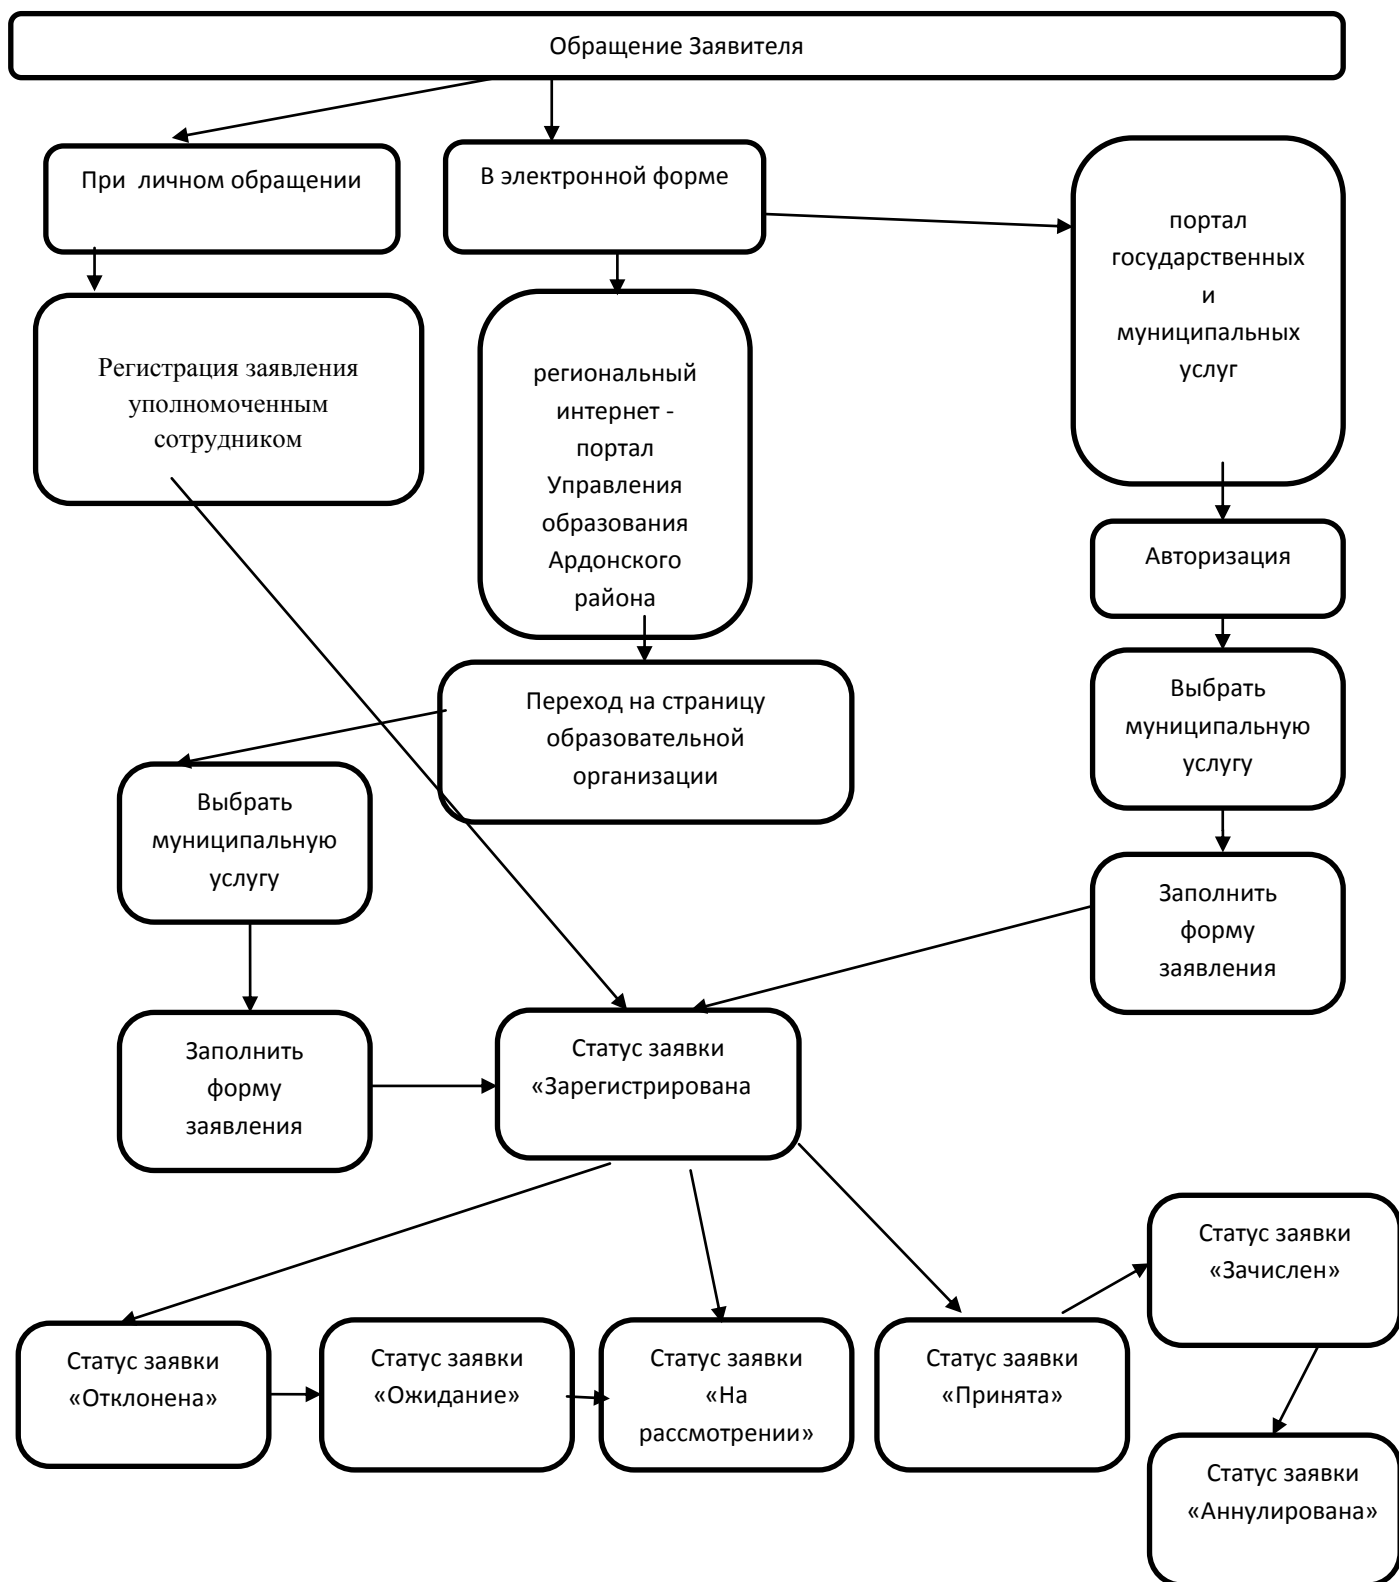 Обращение Заявителя
При личном обращении
В электронной форме
портал
государственных
и
муниципальных
услуг
Регистрация заявления
уполномоченным
сотрудником
региональный
интернет -
портал
Управления
образования
Ардонского
района
Авторизация
Переход на страницу
образовательной
организации
Выбрать
муниципальную
услугу
Выбрать
муниципальную
услугу
Заполнить
форму
заявления
Заполнить
форму
заявления
Статус заявки
«Зарегистрирована
Статус заявки
«Зачислен»
Статус заявки
«Отклонена»
Статус заявки
«Ожидание»
Статус заявки
«На
рассмотрении»
Статус заявки
«Принята»
Статус заявки
«Аннулирована»